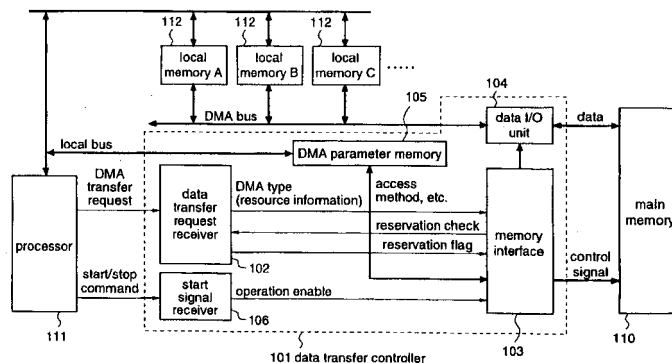 112
112
112
local
memory A
local
memory B
local
memory C
.....
104
105
DMA bus
data I/O
unit
data
local bus
DMA parameter memory
DMA
transfer
request
data
transfer
request
receiver
DMA type
(resource information)
access
method, etc.
main
memory
processor
reservation check
memory
interface
reservation flag
control
signal
102
start/stop
command
start
signal
receiver
operation enable
111
106
103
110
101 data transfer controller